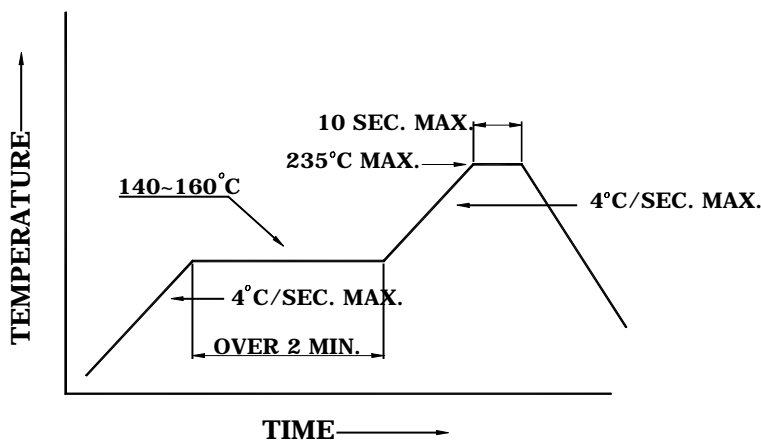 10 SEC. MAX.
235°C MAX.
140~160°C
4°C/SEC. MAX.
4°C/SEC. MAX.
OVER 2 MIN.
TEMPERATURE
TIME